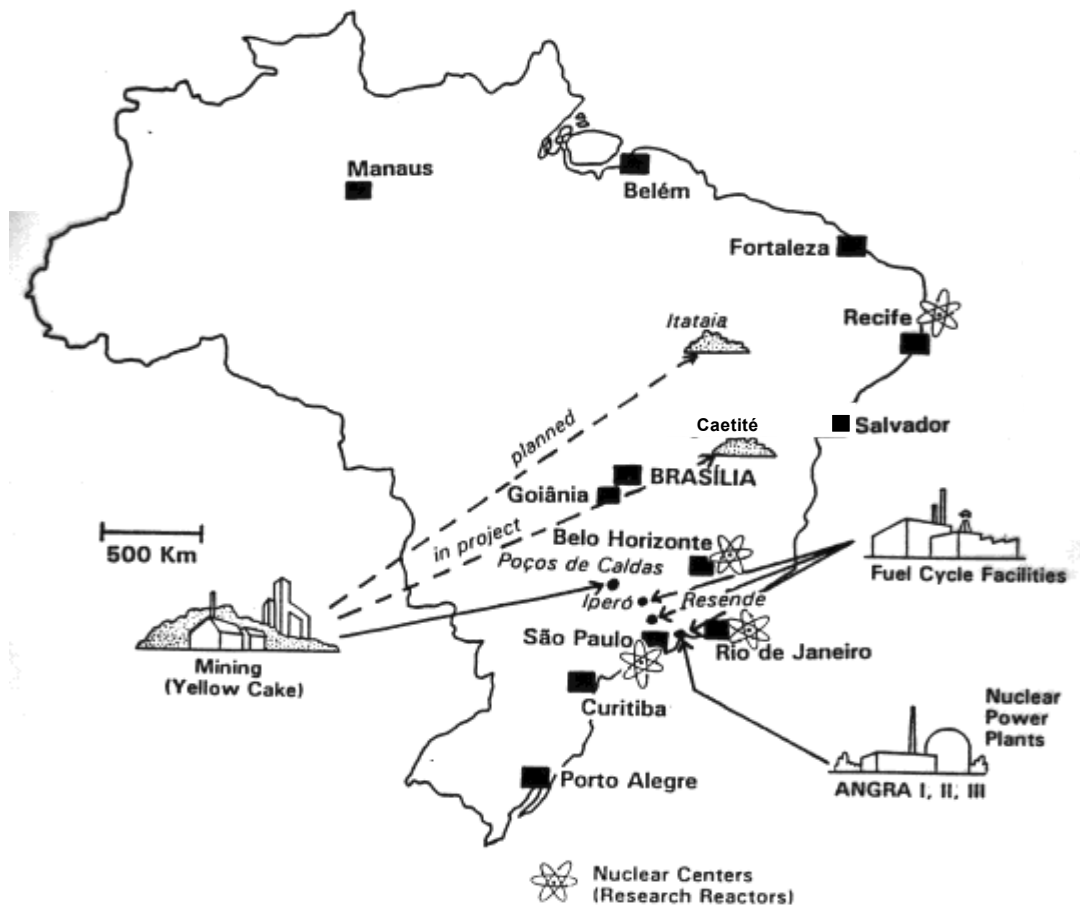 Manaus
Belém
Fortaleza
Recife
Itataia
planned
Caetité
Salvador
BRASÍLIA
Goiânia
in project
500 Km
Belo Horizonte
Poços de Caldas
Fuel Cycle Facilities
Iperó
Resende
São Paulo
Rio de Janeiro
Mining
(Yellow Cake)
Curitiba
Nuclear
Power
Plants
Porto Alegre
ANGRA I, II, III
Nuclear Centers
(Research Reactors)